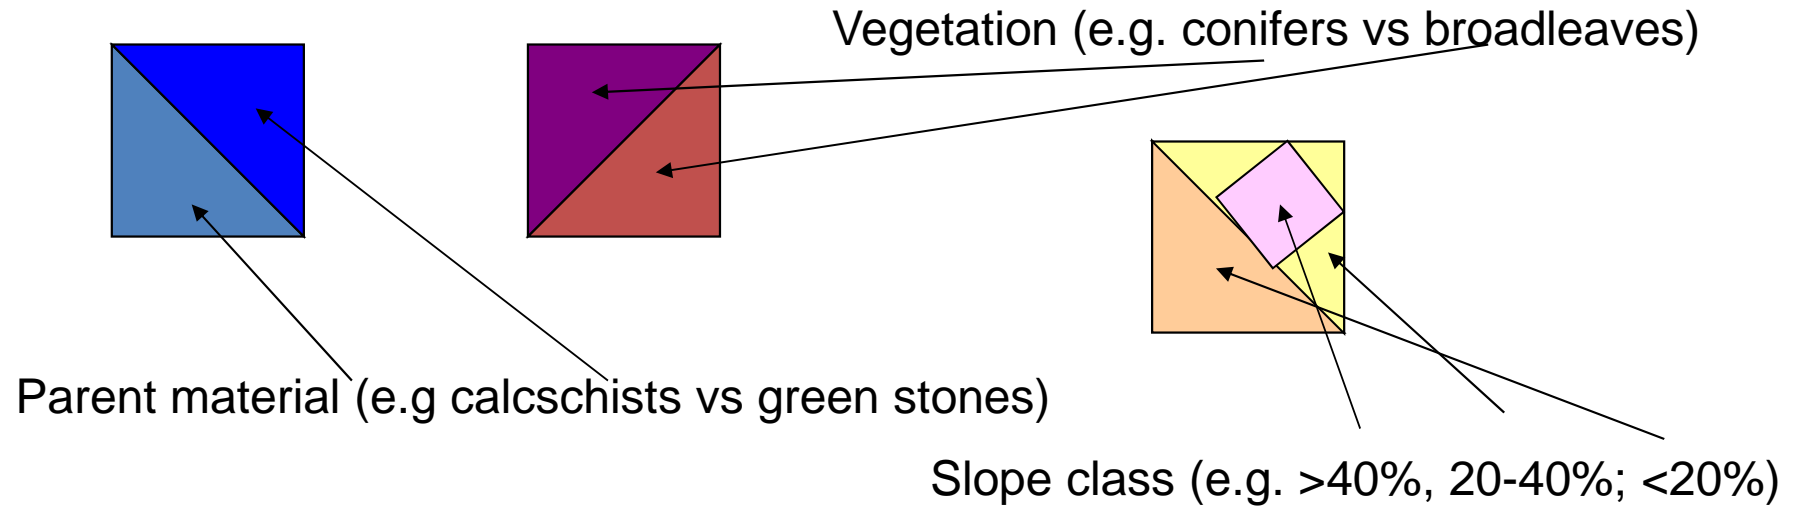 Vegetation (e.g. conifers vs broadleaves)
Parent material (e.g calcschists vs green stones)
Slope class (e.g. >40%, 20-40%; <20%)